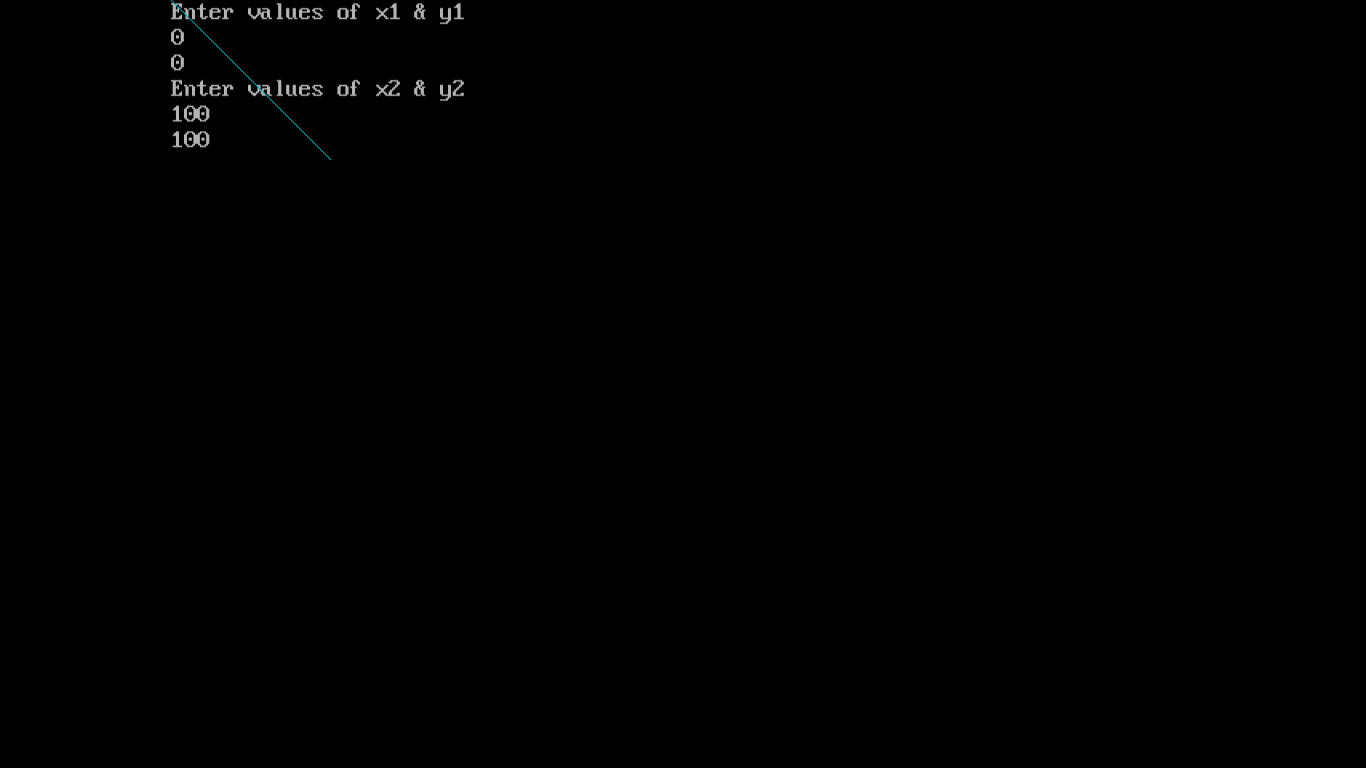 Enter values of x1 & y1
0
0
Enter values of x2 & y2
100
100